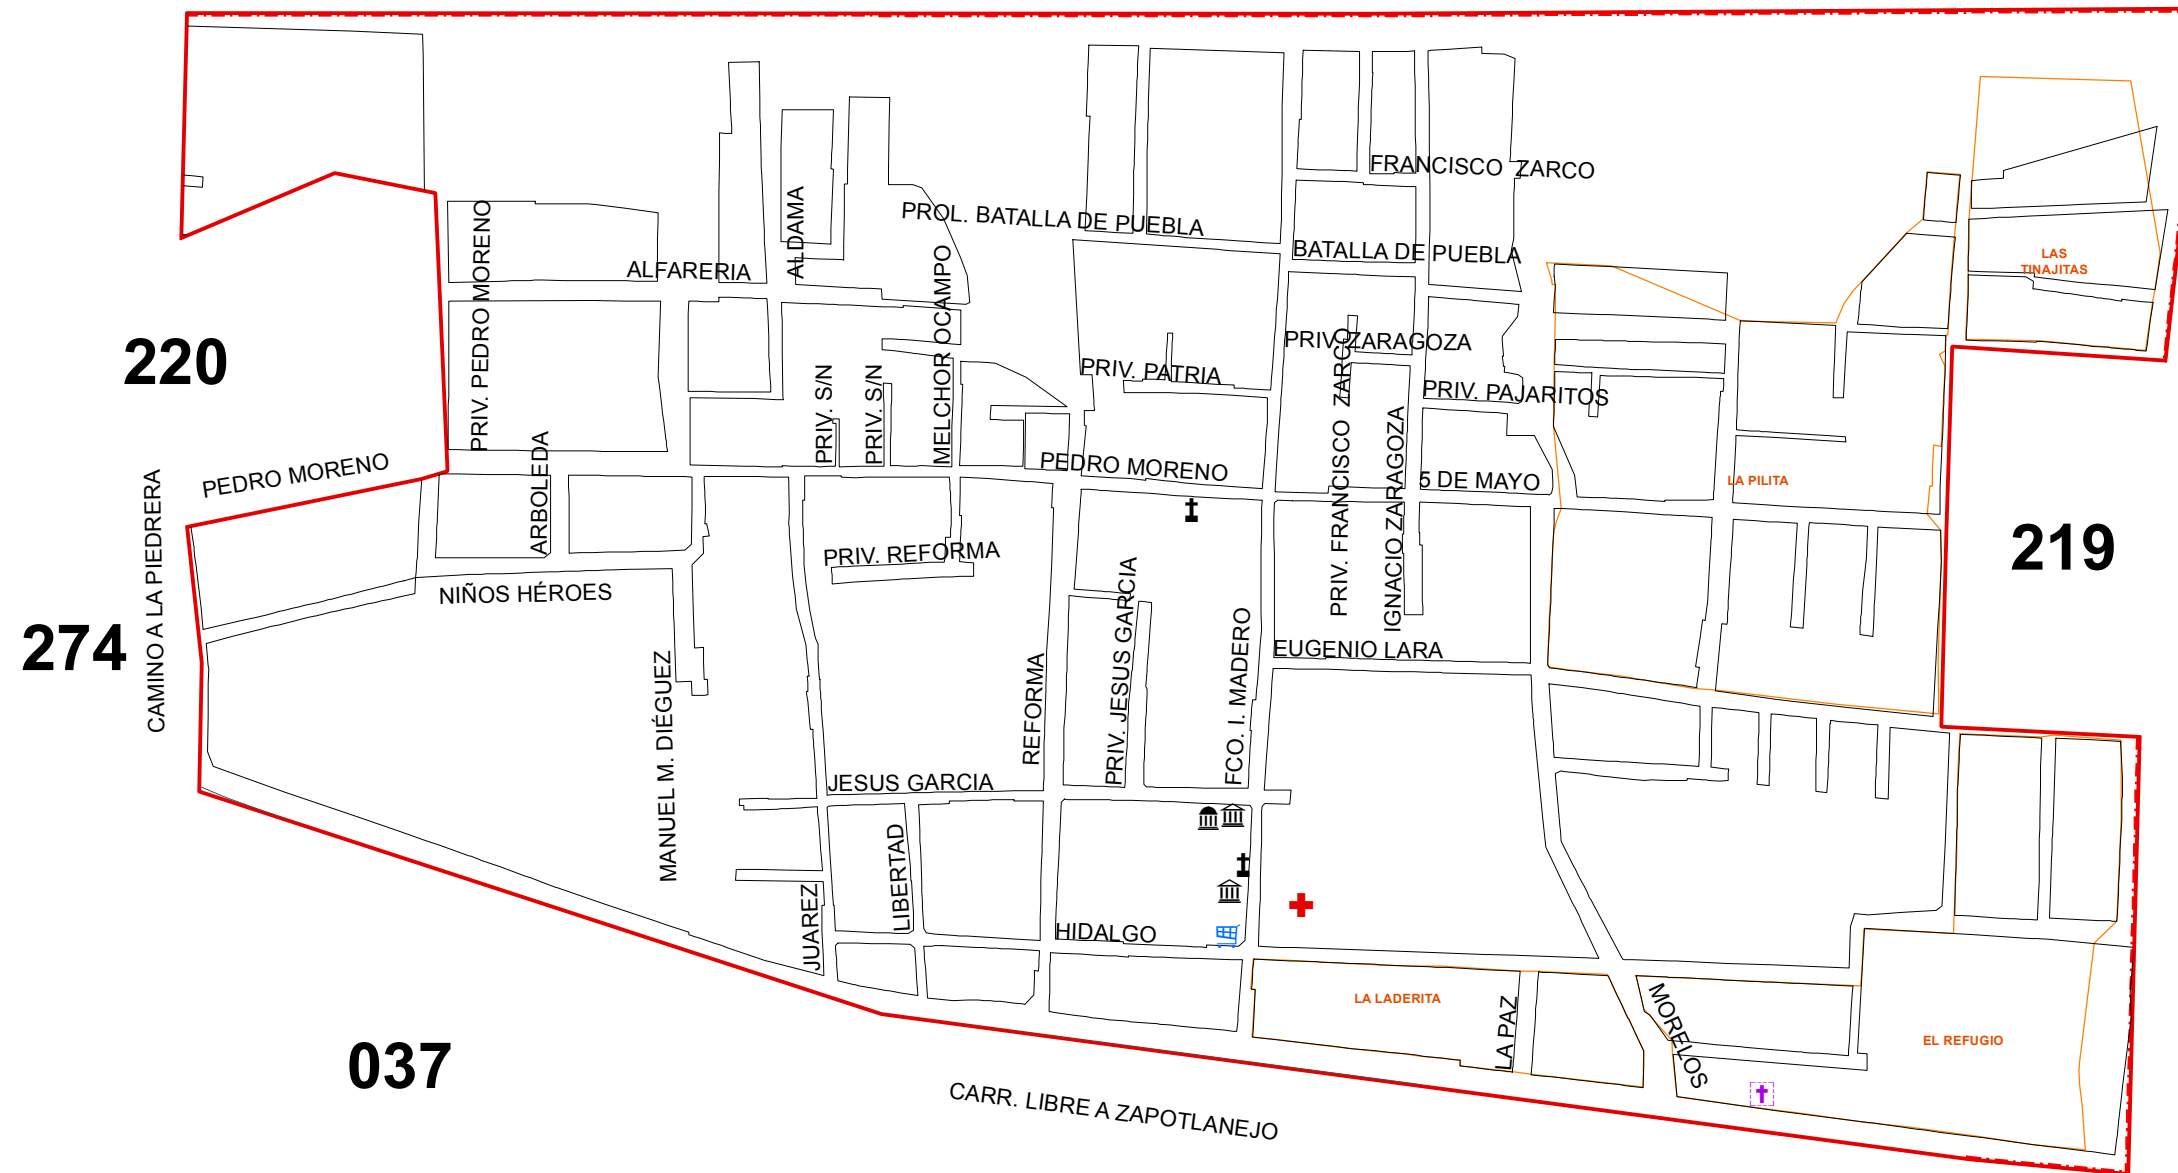 FRANCISCO ZARCO
PROL. BATALLA DE PUEBLA
BATALLA DE PUEBLA
ALDAMA
PRIV. PEDRO MORENO
ALFARERIA
LAS
TINAJITAS
MELCHOR OCAMPO
220
PRIV. ZARAGOZA
PRIV. PATRIA
PRIV. PAJARITOS
PRIV. S/N
PRIV. S/N
PRIV. FRANCISCO ZARCO
IGNACIO ZARAGOZA
ARBOLEDA
PEDRO MORENO
PEDRO MORENO
5 DE MAYO
LA PILITA
219
CAMINO A LA PIEDRERA
PRIV. REFORMA
NIÑOS HÉROES
274
EUGENIO LARA
MANUEL M. DIÉGUEZ
REFORMA
PRIV. JESUS GARCIA
FCO. I. MADERO
JESUS GARCIA
LIBERTAD
JUAREZ
HIDALGO
LA LADERITA
LA PAZ
MORELOS
EL REFUGIO
037
CARR. LIBRE A ZAPOTLANEJO